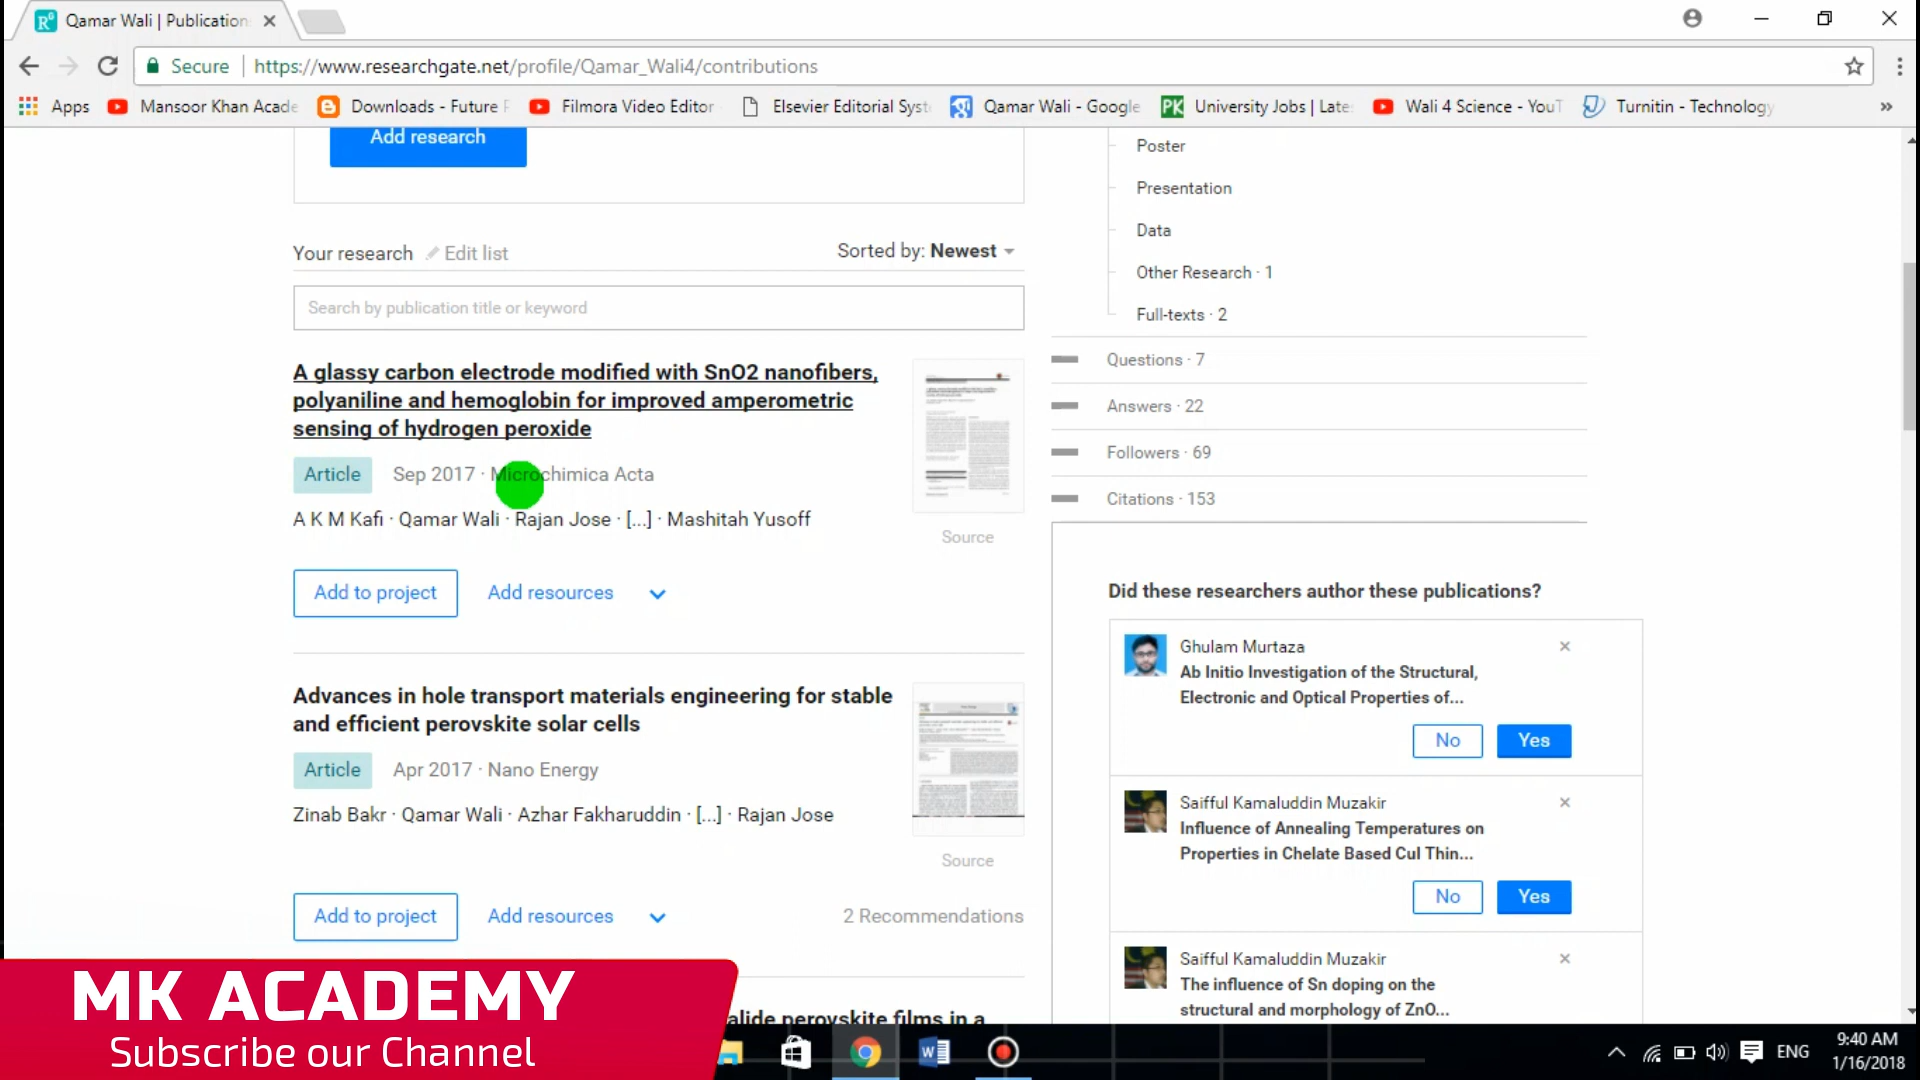 Qamar Wali | Publication
Secure
https://www.researchgate.net/profile/Qamar_Wali4/contributions
Apps
Mansoor Khan Acade
Downloads - Future
Filmora Video Editor
Elsevier Editorial Syst
Qamar Wali - Google
PK
University Jobs | Late
Wali 4 Science - YouT
Turnitin - Technology
»
Add research
Your research
Edit list
Sorted by: Newest
Search by publication title or keyword
A glassy carbon electrode modified with SnO2 nanofibers,
polyaniline and hemoglobin for improved amperometric
sensing of hydrogen peroxide
Article
Sep 2017 · Microchimica Acta
A K M Kafi · Qamar Wali · Rajan Jose · [...] · Mashitah Yusoff
Source
Add to project
Add resources
Advances in hole transport materials engineering for stable
and efficient perovskite solar cells
Article
Apr 2017 · Nano Energy
Zinab Bakr · Qamar Wali · Azhar Fakharuddin · [...] · Rajan Jose
Source
Add to project
Add resources
2 Recommendations
alide perovskite films in a
Poster
Presentation
Data
Other Research · 1
Full-texts · 2
Questions · 7
Answers · 22
Followers · 69
Citations · 153
Did these researchers author these publications?
Ghulam Murtaza
Ab Initio Investigation of the Structural,
Electronic and Optical Properties of...
No
Yes
Saifful Kamaluddin Muzakir
Influence of Annealing Temperatures on
Properties in Chelate Based CuI Thin...
No
Yes
Saifful Kamaluddin Muzakir
The influence of Sn doping on the
structural and morphology of ZnO...
MK ACADEMY
Subscribe our Channel
ENG
9:40 AM
1/16/2018